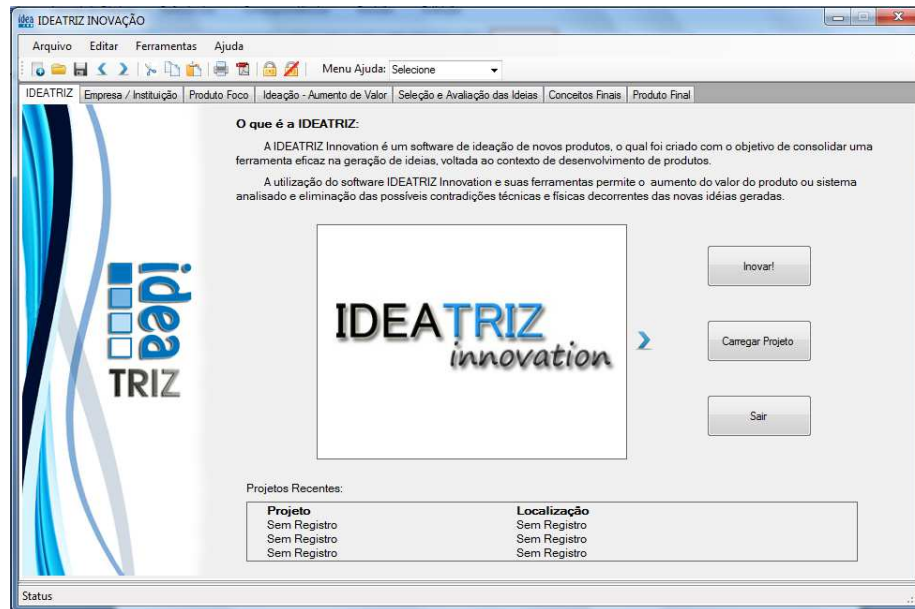 idea IDEATRIZ INOVAÇÃO
Arquivo Editar Ferramentas Ajuda
Menu Ajuda: Selecione
IDEATRIZ Empresa / Instituição Produto Foco Ideação - Aumento de Valor Seleção e Avaliação das Ideias Conceitos Finais Produto Final
O que é a IDEATRIZ:
A IDEATRIZ Innovation é um software de ideação de novos produtos, o qual foi criado com o objetivo de consolidar uma
ferramenta eficaz na geração de ideias, voltada ao contexto de desenvolvimento de produtos.
A utilização do software IDEATRIZ Innovation e suas ferramentas permite o aumento do valor do produto ou sistema
analisado e eliminação das possíveis contradições técnicas e físicas decorrentes das novas idéias geradas.
idea
TRIZ
IDEATRIZ
innovation
Inovar!
Carregar Projeto
Sair
Projetos Recentes:
Projeto Localização
Sem Registro Sem Registro
Sem Registro Sem Registro
Sem Registro Sem Registro
Status